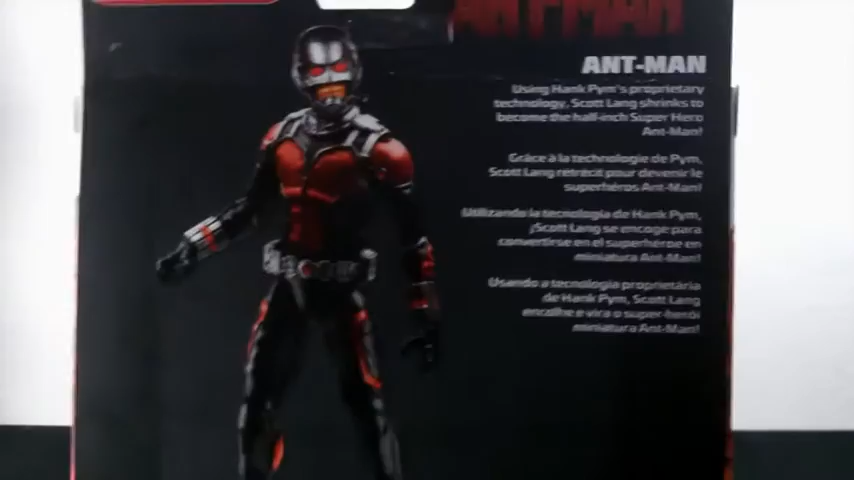 ANT-MAN
ANT-MAN
Using Hank Pym's proprietary
technology, Scott Lang shrinks to
become the half-inch Super Hero
Ant-Man!
Grâce à la technologie de Pym,
Scott Lang rétrécit pour devenir le
superhéros Ant-Man!
Utilizando la tecnología de Hank Pym,
¡Scott Lang se encoge para
convertirse en el superhéroe en
miniatura Ant-Man!
Usando a tecnologia proprietária
de Hank Pym, Scott Lang
encolhe e vira o super-herói
miniatura Ant-Man!